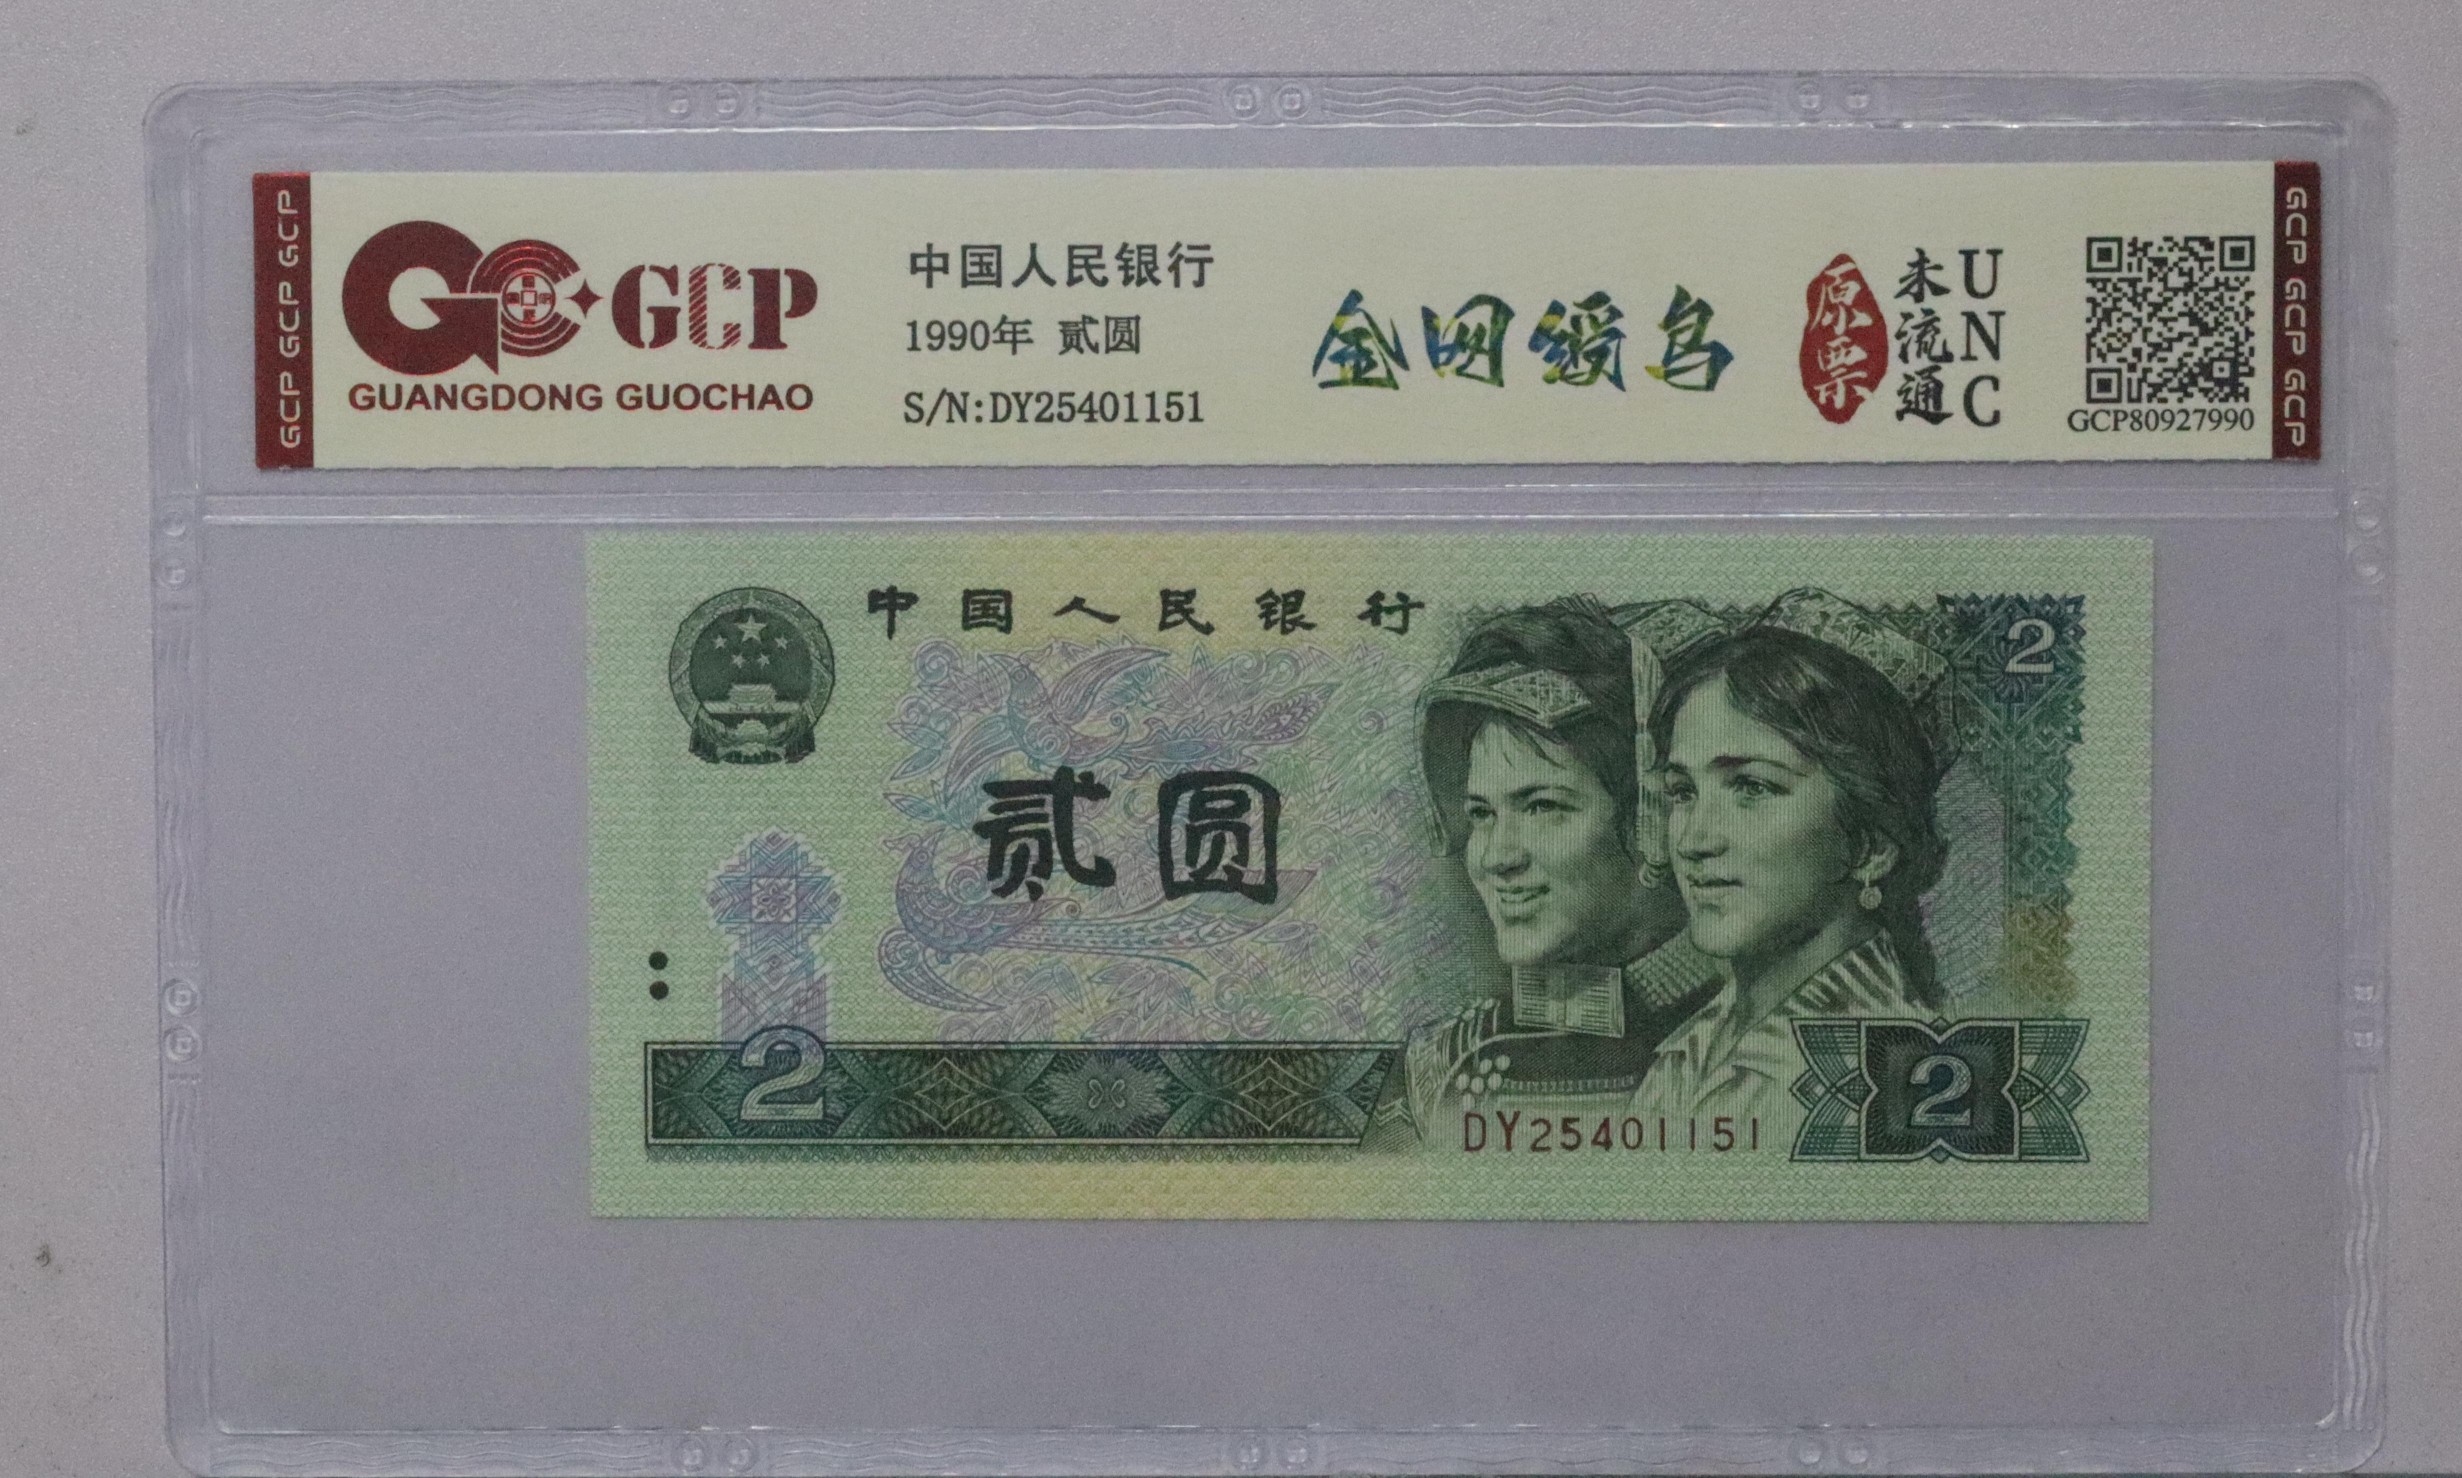 GCP GCP GCP
GCP
GUANGDONG GUOCHAO
中国人民银行
1990年 贰圆
S/N:DY25401151
金网绶鸟
原票
未流通
UNC
GCP80927990
GCP GCP GCP
中国人民银行
2
贰圆
2
DY25401151
2